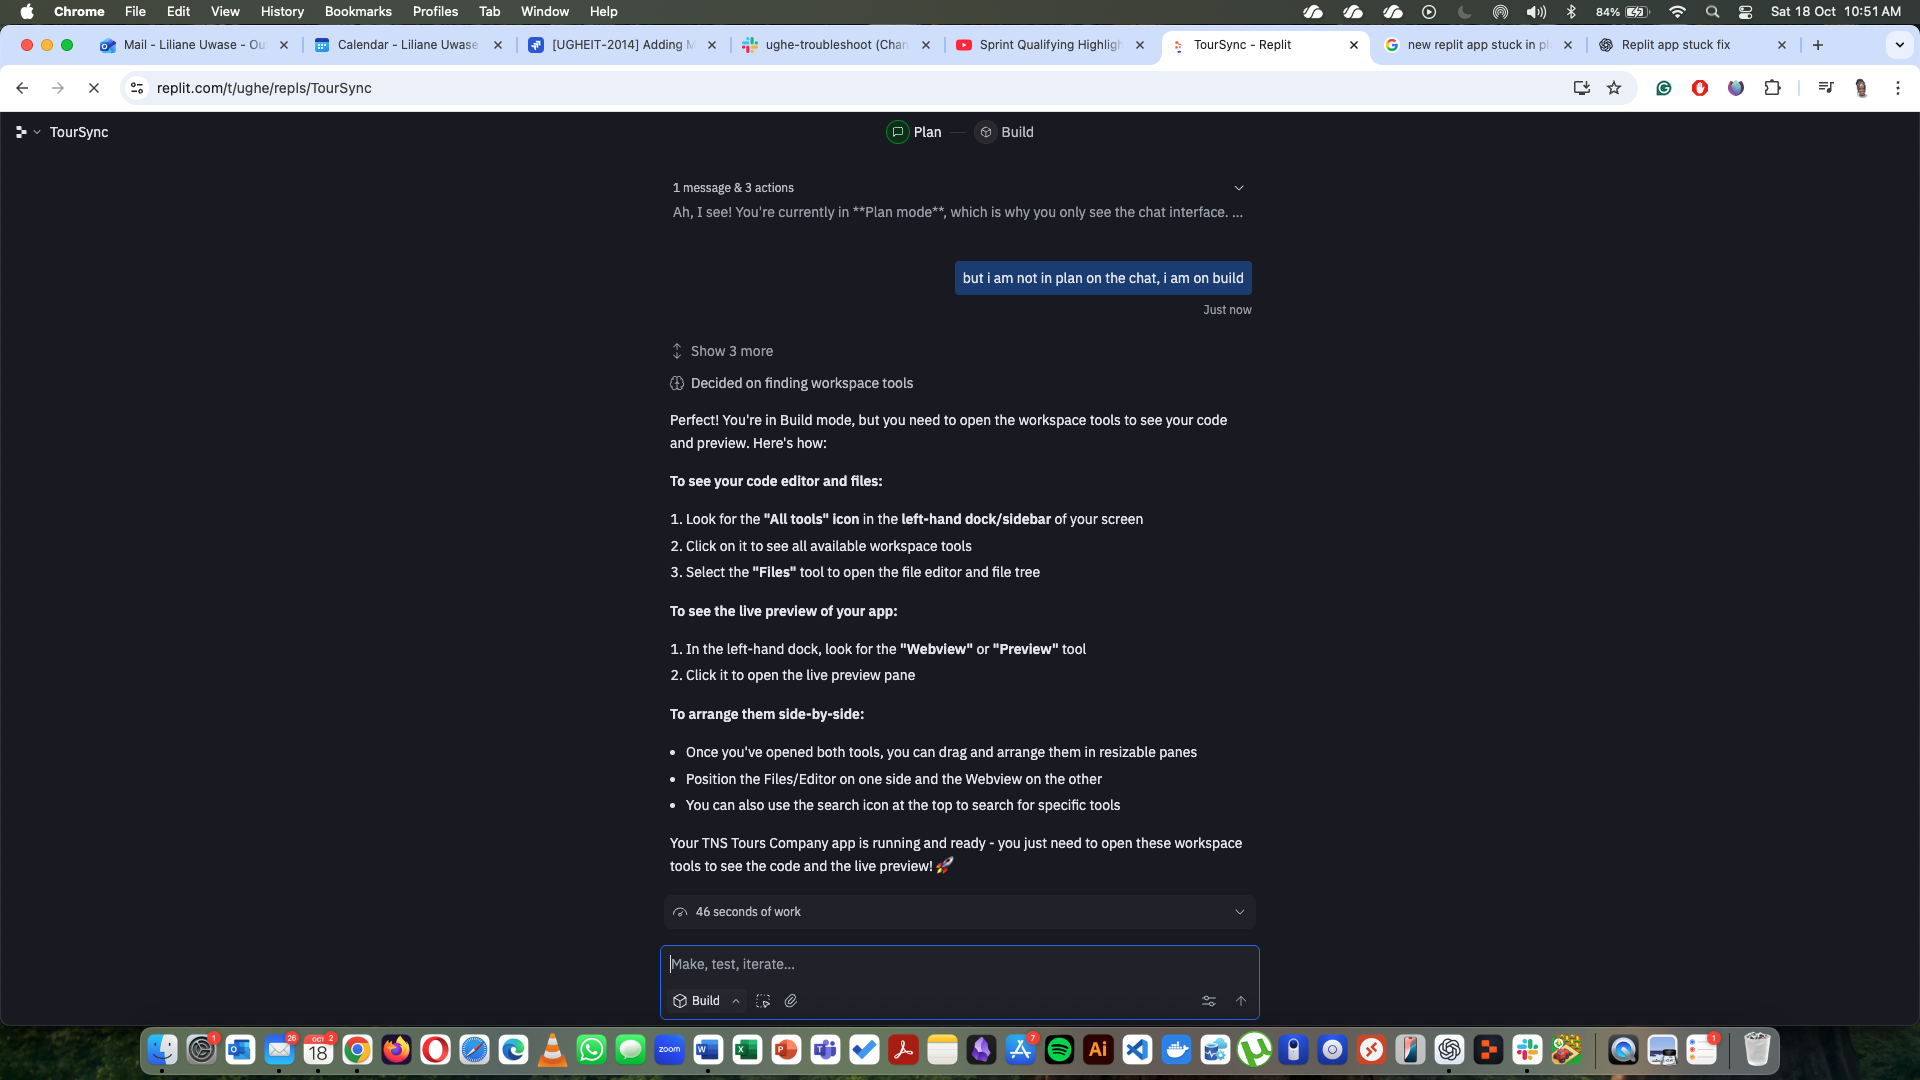 Chrome File Edit View History Bookmarks Profiles Tab Window Help 84% Sat 18 Oct 10:51 AM
Mail - Liliane Uwase - Ou Calendar - Liliane Uwase [UGHEIT-2014] Adding M ughe-troubleshoot (Chan Sprint Qualifying Highligh TourSync - Replit new replit app stuck in pl Replit app stuck fix
replit.com/t/ughe/repls/TourSync
TourSync Plan Build
1 message & 3 actions
Ah, I see! You're currently in **Plan mode**, which is why you only see the chat interface. ...
but i am not in plan on the chat, i am on build
Just now
Show 3 more
Decided on finding workspace tools
Perfect! You're in Build mode, but you need to open the workspace tools to see your code
and preview. Here's how:
To see your code editor and files:
1. Look for the "All tools" icon in the left-hand dock/sidebar of your screen
2. Click on it to see all available workspace tools
3. Select the "Files" tool to open the file editor and file tree
To see the live preview of your app:
1. In the left-hand dock, look for the "Webview" or "Preview" tool
2. Click it to open the live preview pane
To arrange them side-by-side:
• Once you've opened both tools, you can drag and arrange them in resizable panes
• Position the Files/Editor on one side and the Webview on the other
• You can also use the search icon at the top to search for specific tools
Your TNS Tours Company app is running and ready - you just need to open these workspace
tools to see the code and the live preview! 🚀
46 seconds of work
Make, test, iterate...
Build
1 26 OCT 2 18 zoom W X P 7 Ai 1